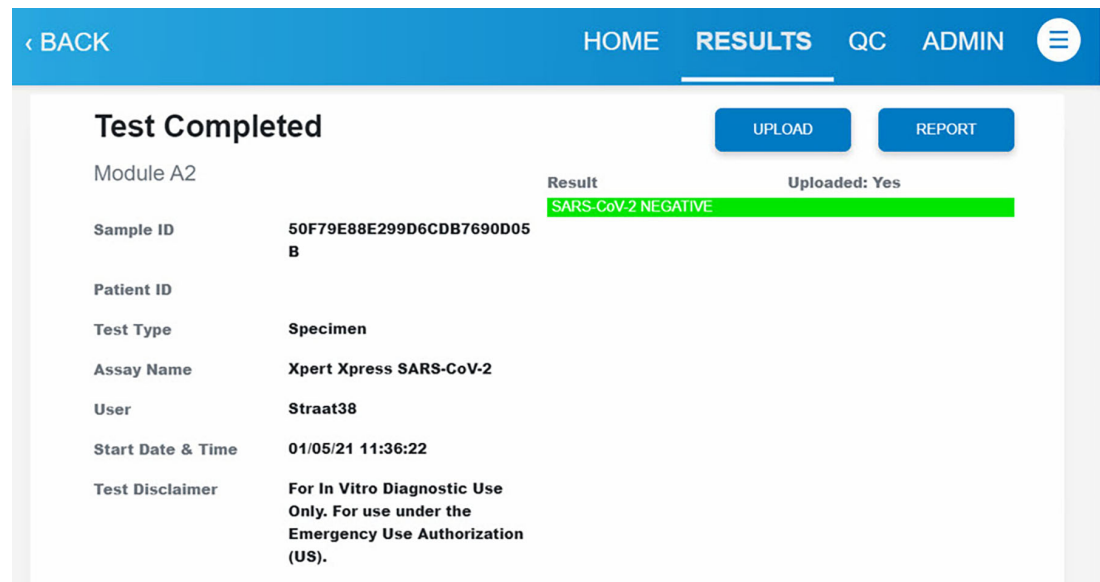 ‹ BACK
HOME RESULTS QC ADMIN
Test Completed
UPLOAD REPORT
Module A2
Result Uploaded: Yes
SARS-CoV-2 NEGATIVE
Sample ID 50F79E88E299D6CDB7690D05
B
Patient ID
Test Type Specimen
Assay Name Xpert Xpress SARS-CoV-2
User Straat38
Start Date & Time 01/05/21 11:36:22
Test Disclaimer For In Vitro Diagnostic Use
Only. For use under the
Emergency Use Authorization
(US).